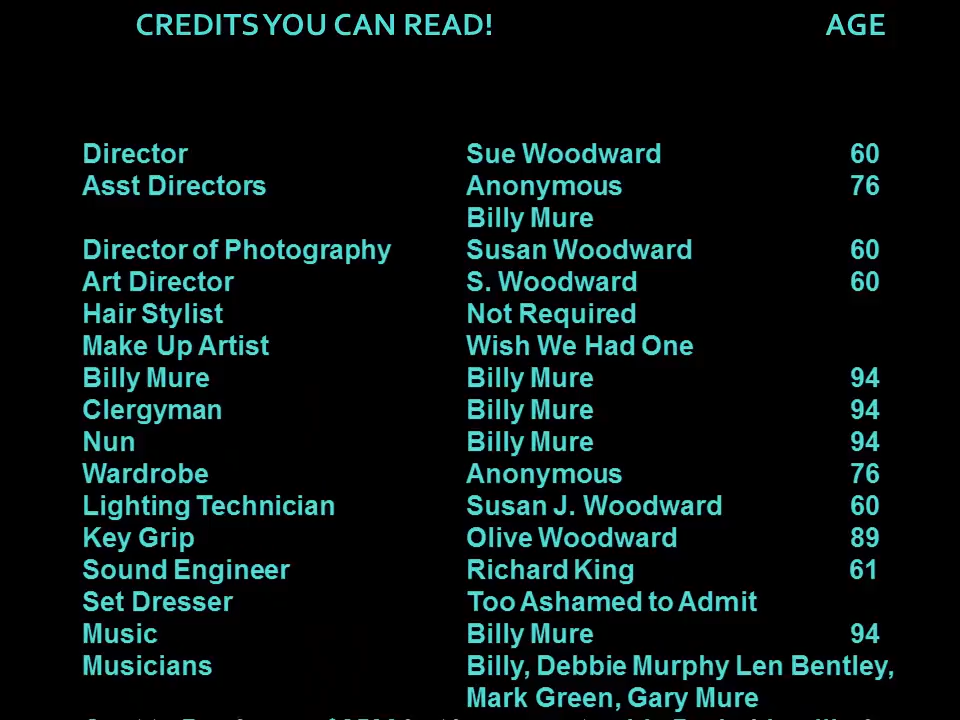 CREDITS YOU CAN READ! AGE
Director Sue Woodward 60
Asst Directors Anonymous 76
Billy Mure
Director of Photography Susan Woodward 60
Art Director S. Woodward 60
Hair Stylist Not Required
Make Up Artist Wish We Had One
Billy Mure Billy Mure 94
Clergyman Billy Mure 94
Nun Billy Mure 94
Wardrobe Anonymous 76
Lighting Technician Susan J. Woodward 60
Key Grip Olive Woodward 89
Sound Engineer Richard King 61
Set Dresser Too Ashamed to Admit
Music Billy Mure 94
Musicians Billy, Debbie Murphy Len Bentley,
Mark Green, Gary Mure